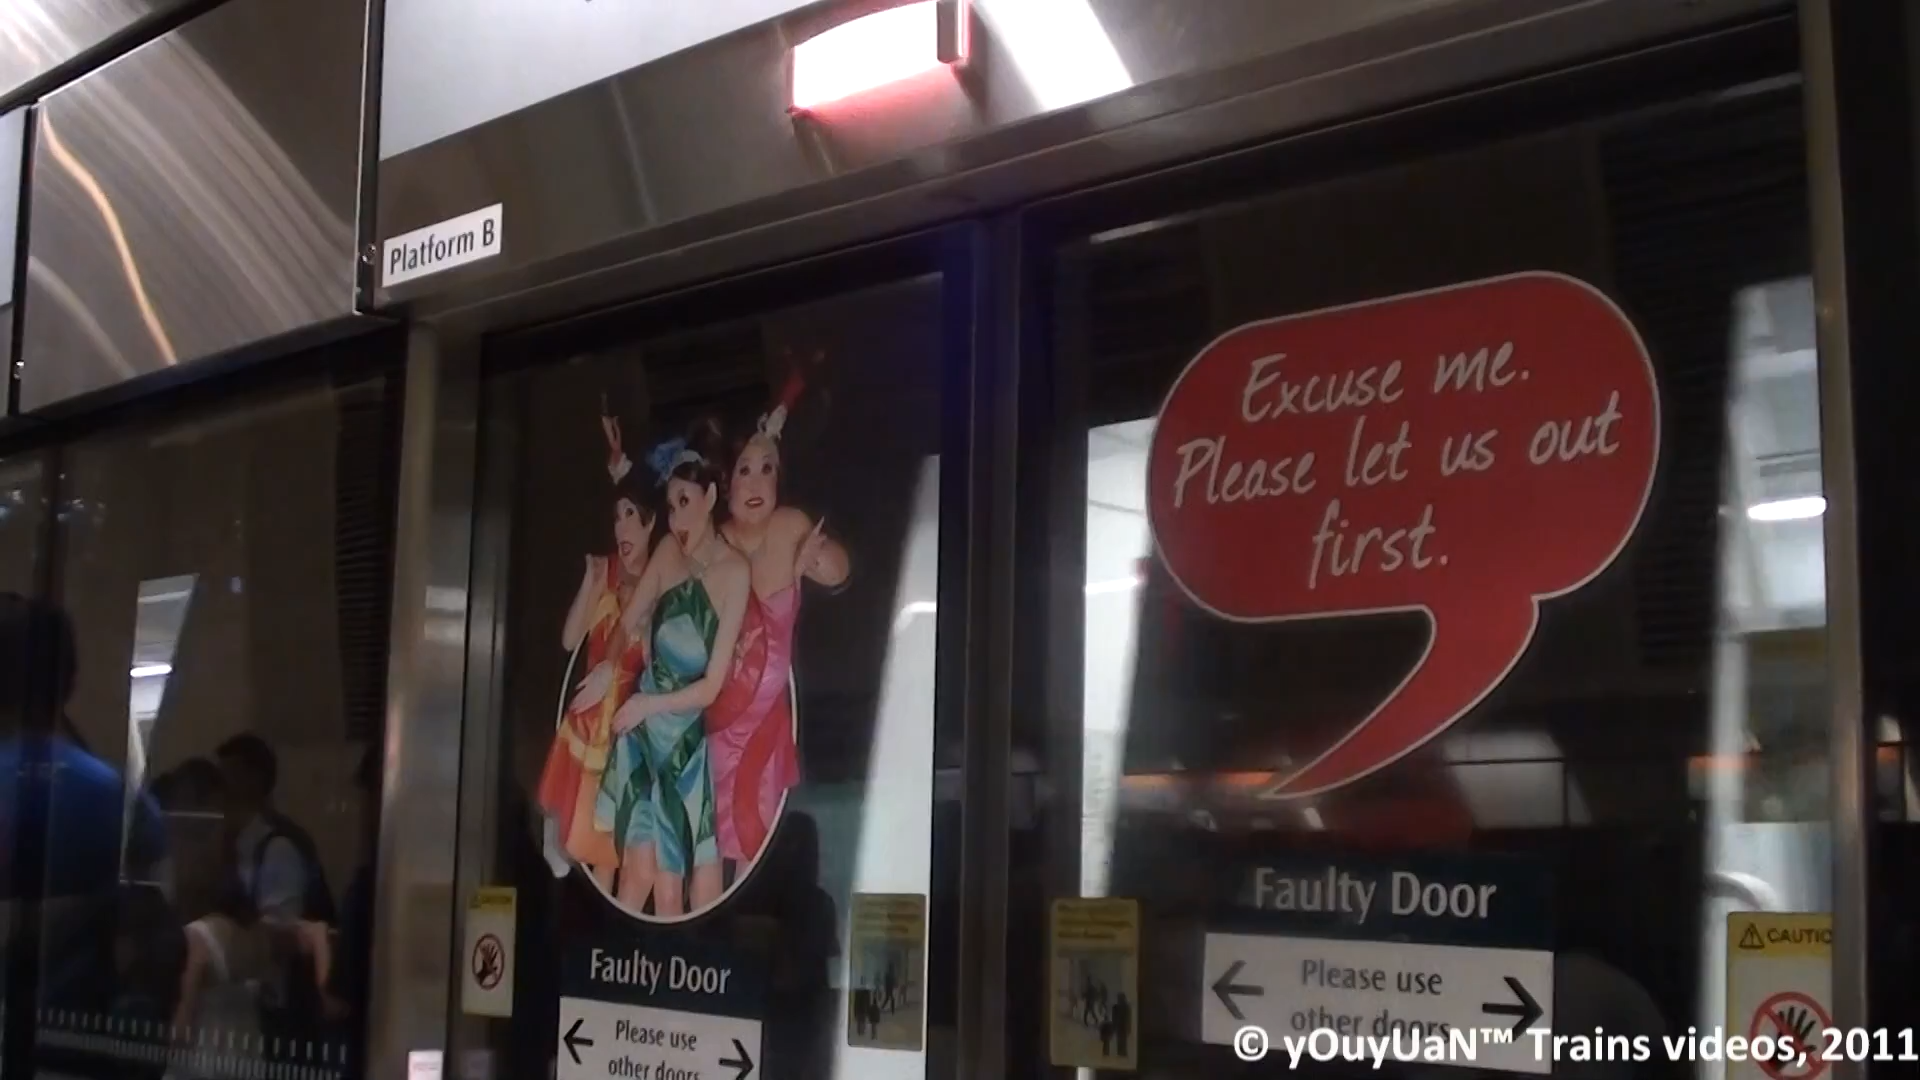 Platform B
Excuse me.
Please let us out
first.
Faulty Door
Please use
other doors
Faulty Door
Please use
other doors
CAUTION
CAUTIO
© yOuyUaN™ Trains videos, 2011